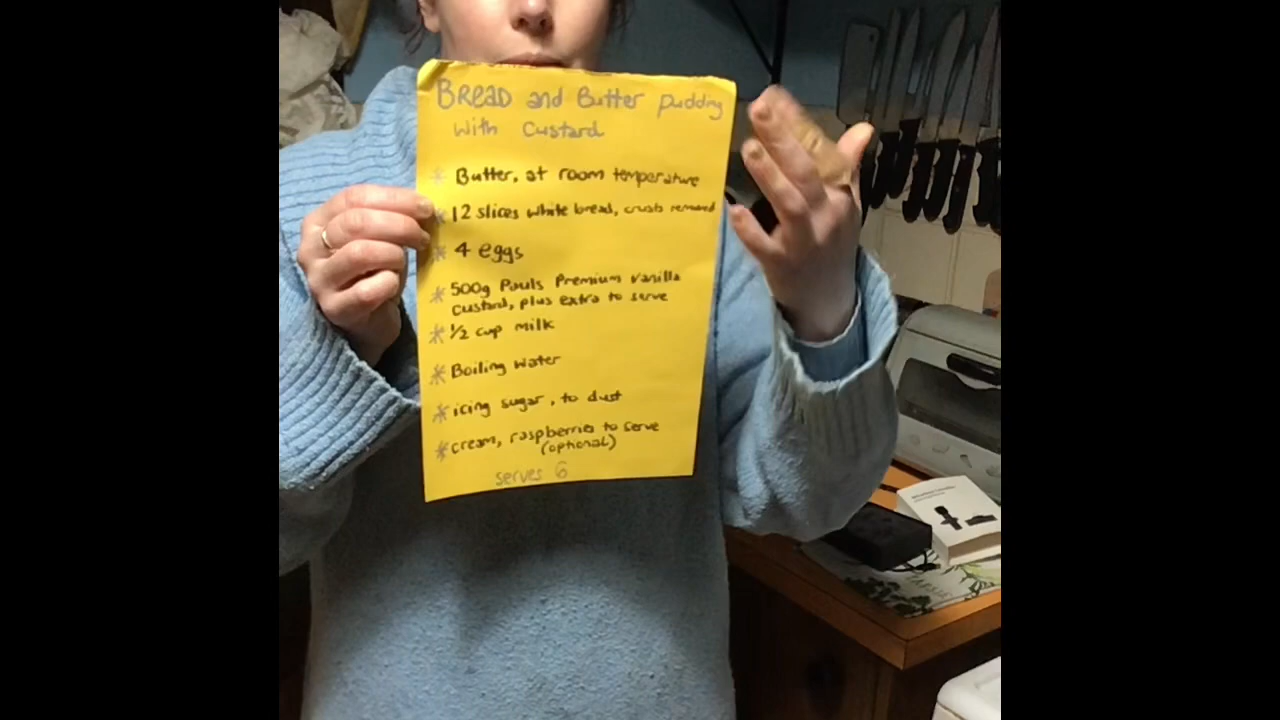 BREAD and Butter pudding
with custard
* Butter, at room temperature
* 12 slices white bread, crusts removed
* 4 eggs
* 500g Pauls Premium vanilla
custard, plus extra to serve
* 1/2 cup milk
* Boiling water
* icing sugar, to dust
* cream, raspberries to serve
(optional)
serves 6